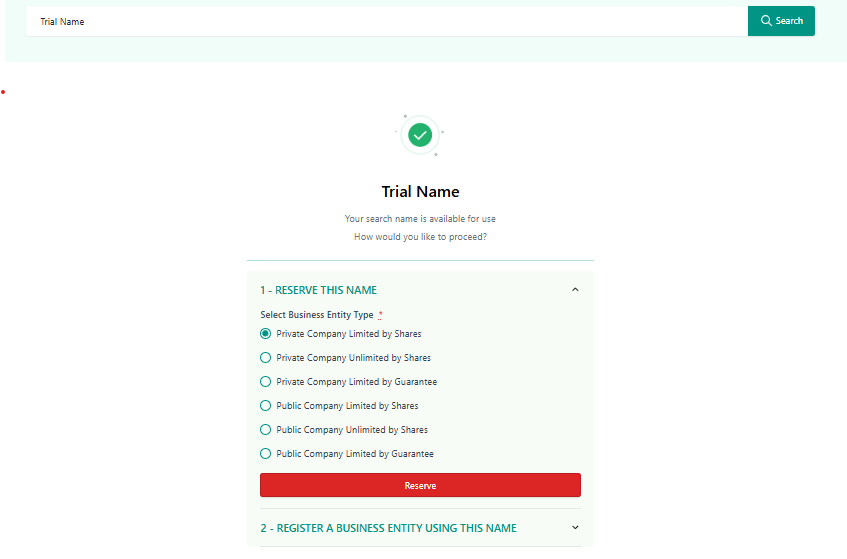 Trial Name
Search
Trial Name
Your search name is available for use
How would you like to proceed?
1 - RESERVE THIS NAME
Select Business Entity Type *
Private Company Limited by Shares
Private Company Unlimited by Shares
Private Company Limited by Guarantee
Public Company Limited by Shares
Public Company Unlimited by Shares
Public Company Limited by Guarantee
Reserve
2 - REGISTER A BUSINESS ENTITY USING THIS NAME